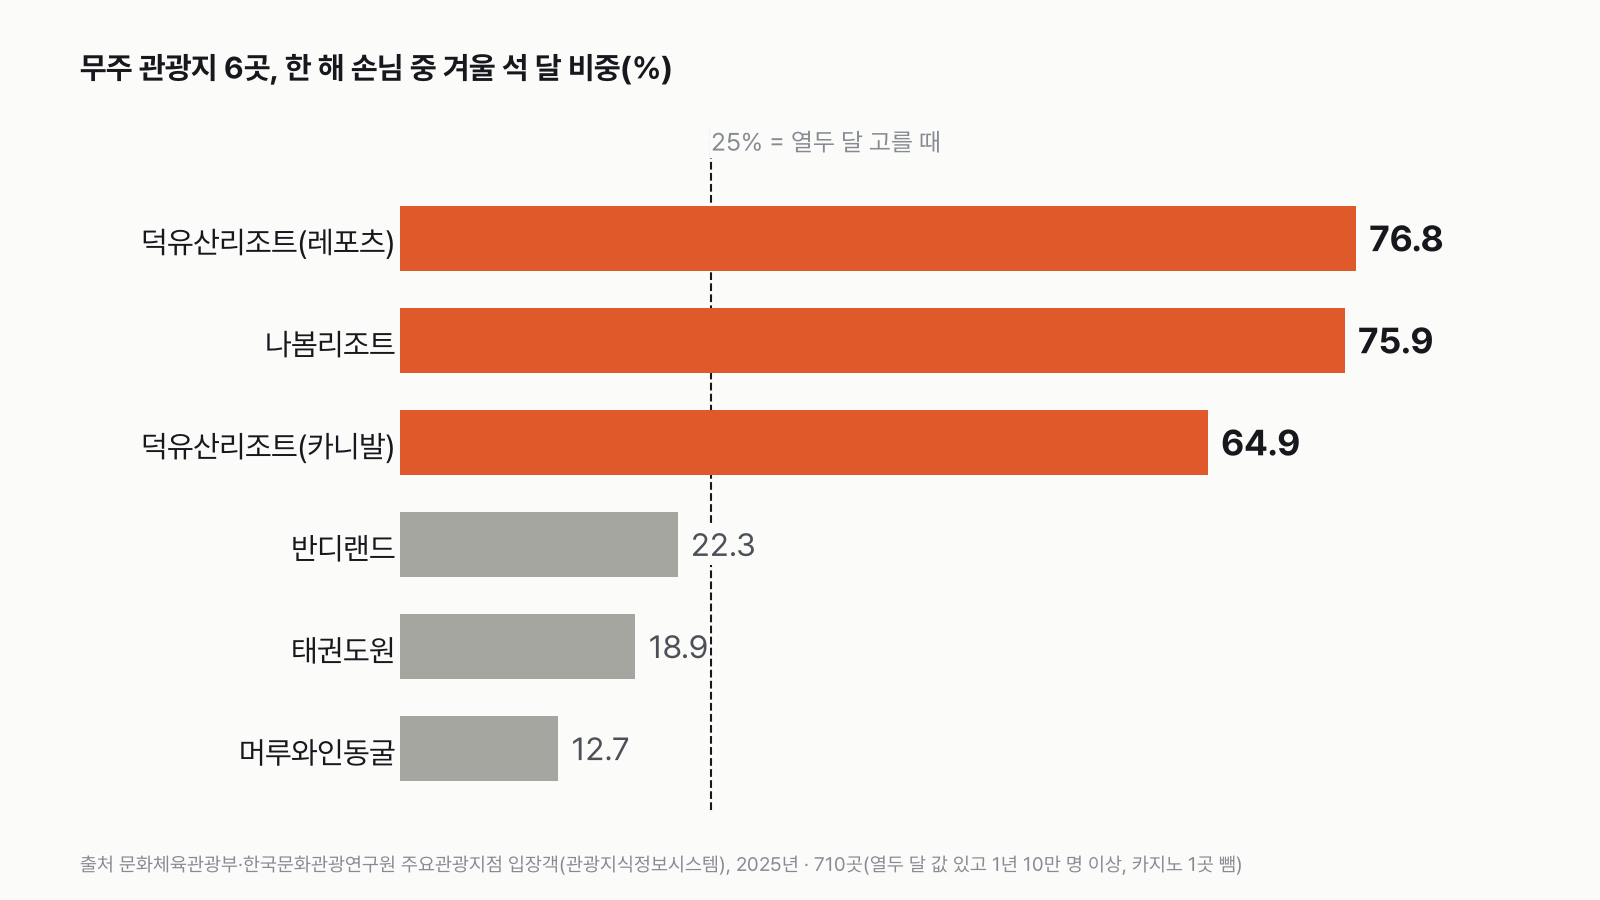 무주 관광지 6곳, 한 해 손님 중 겨울 석 달 비중(%)
25% = 열두 달 고를 때
덕유산리조트(레포츠) 76.8
나봄리조트 75.9
덕유산리조트(카니발) 64.9
반디랜드 22.3
태권도원 18.9
머루와인동굴 12.7
출처 문화체육관광부·한국문화관광연구원 주요관광지점 입장객(관광지식정보시스템), 2025년 · 710곳(열두 달 값 있고 1년 10만 명 이상, 카지노 1곳 뺌)